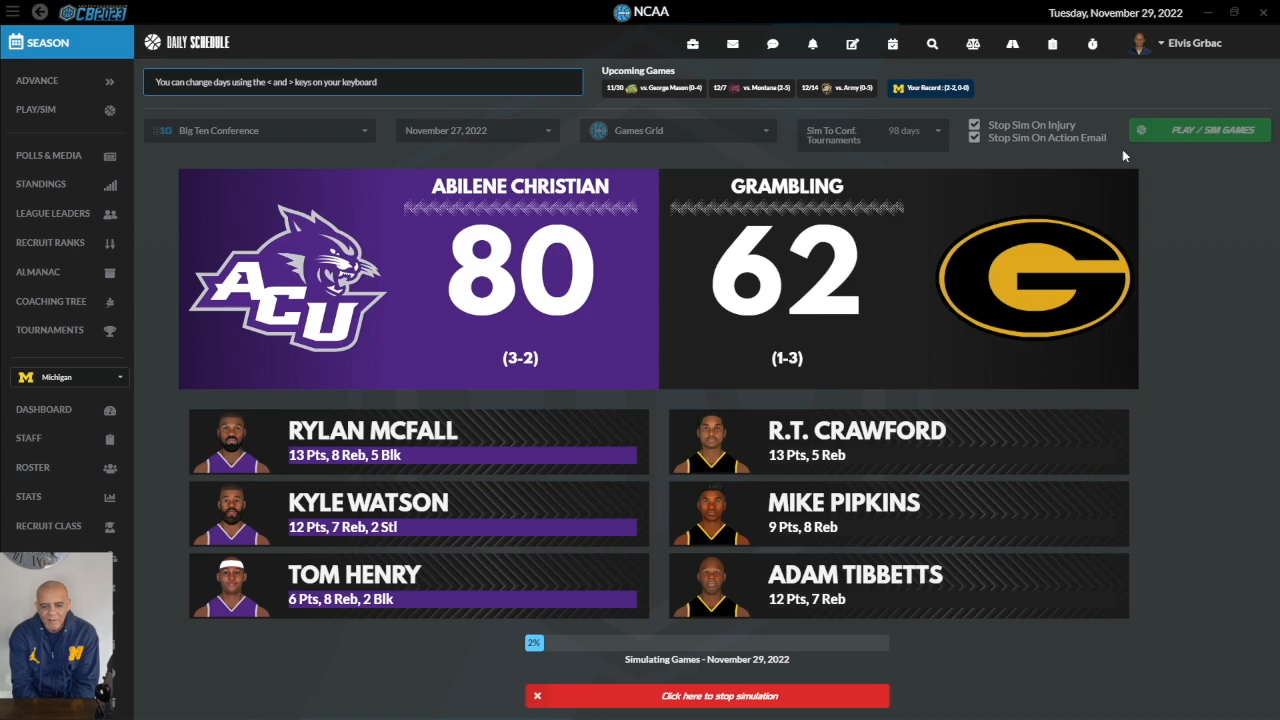 CB2023
NCAA
Tuesday, November 29, 2022
SEASON
DAILY SCHEDULE
Elvis Grbac
ADVANCE
PLAY/SIM
POLLS & MEDIA
STANDINGS
LEAGUE LEADERS
RECRUIT RANKS
ALMANAC
COACHING TREE
TOURNAMENTS
Michigan
DASHBOARD
STAFF
ROSTER
STATS
RECRUIT CLASS
You can change days using the < and > keys on your keyboard
Upcoming Games
11/30 vs. George Mason (0-4)
12/7 vs. Montana (2-5)
12/14 vs. Army (0-5)
Your Record : (2-2, 0-0)
B1G Big Ten Conference
November 27, 2022
Games Grid
Sim To Conf. Tournaments
98 days
Stop Sim On Injury
Stop Sim On Action Email
PLAY / SIM GAMES
ABILENE CHRISTIAN
80
(3-2)
ACU
GRAMBLING
62
(1-3)
G
RYLAN MCFALL
13 Pts, 8 Reb, 5 Blk
KYLE WATSON
12 Pts, 7 Reb, 2 Stl
TOM HENRY
6 Pts, 8 Reb, 2 Blk
R.T. CRAWFORD
13 Pts, 5 Reb
MIKE PIPKINS
9 Pts, 8 Reb
ADAM TIBBETTS
12 Pts, 7 Reb
2%
Simulating Games - November 29, 2022
Click here to stop simulation